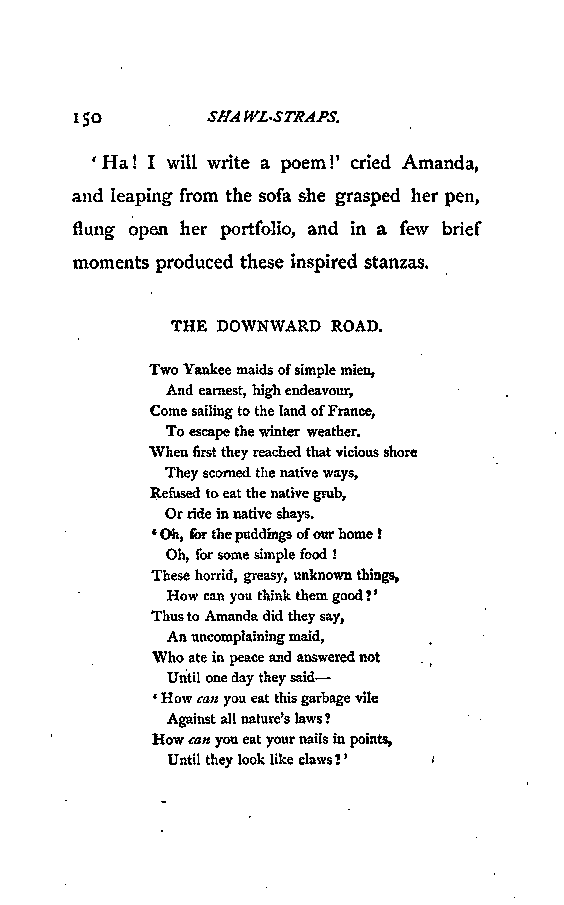 150 SHAWL-STRAPS.
'Ha! I will write a poem!' cried Amanda,
and leaping from the sofa she grasped her pen,
flung open her portfolio, and in a few brief
moments produced these inspired stanzas.
THE DOWNWARD ROAD.
Two Yankee maids of simple mien,
And earnest, high endeavour,
Come sailing to the land of France,
To escape the winter weather.
When first they reached that vicious shore
They scorned the native ways,
Refused to eat the native grub,
Or ride in native shays.
'Oh, for the puddings of our home!
Oh, for some simple food!
These horrid, greasy, unknown things,
How can you think them good?'
Thus to Amanda did they say,
An uncomplaining maid,
Who ate in peace and answered not
Until one day they said—
'How can you eat this garbage vile
Against all nature's laws?
How can you eat your nails in points,
Until they look like claws?'